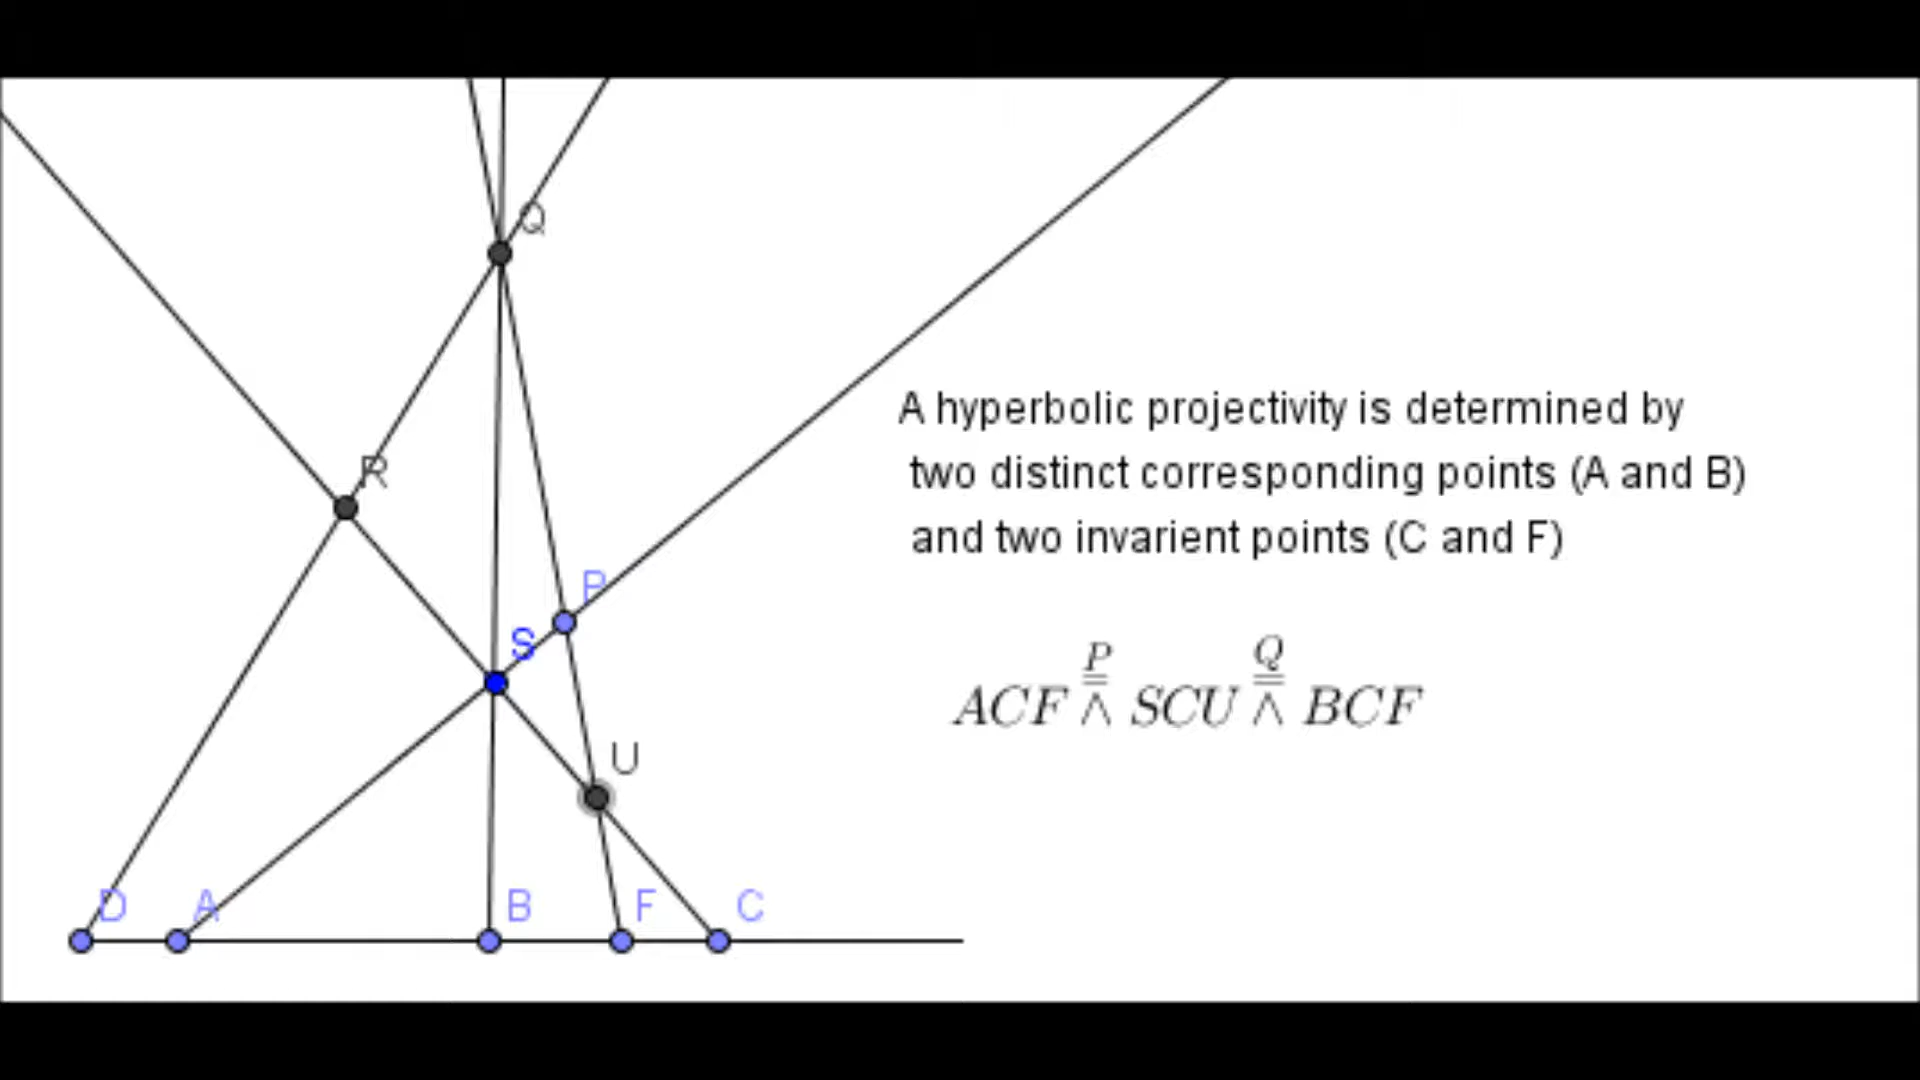 Q
R
A hyperbolic projectivity is determined by
two distinct corresponding points (A and B)
and two invarient points (C and F)
P
S
P Q
ACF ⩞ SCU ⩞ BCF
U
D A B F C